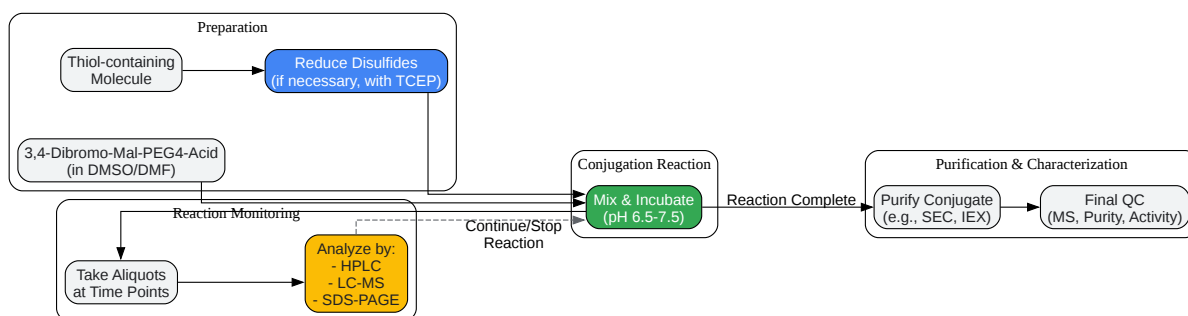 Preparation
Thiol-containing
Molecule
Reduce Disulfides
(if necessary, with TCEP)
3,4-Dibromo-Mal-PEG4-Acid
(in DMSO/DMF)
Reaction Monitoring
Take Aliquots
at Time Points
Analyze by:
- HPLC
- LC-MS
- SDS-PAGE
Continue/Stop
Reaction
Conjugation Reaction
Mix & Incubate
(pH 6.5-7.5)
Reaction Complete
Purification & Characterization
Purify Conjugate
(e.g., SEC, IEX)
Final QC
(MS, Purity, Activity)